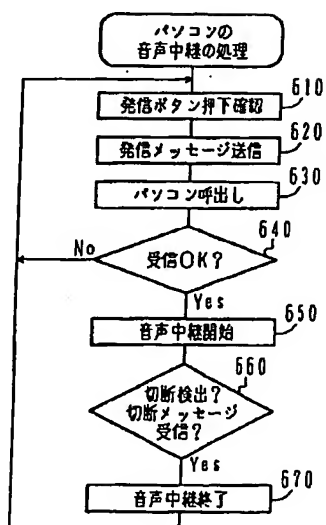 パソコンの
音声中継の処理
610
発信ボタン押下確認
620
発信メッセージ送信
630
パソコン呼出し
640
No
受信OK?
Yes
650
音声中継開始
660
切断検出?
切断メッセージ
受信?
Yes
670
音声中継終了